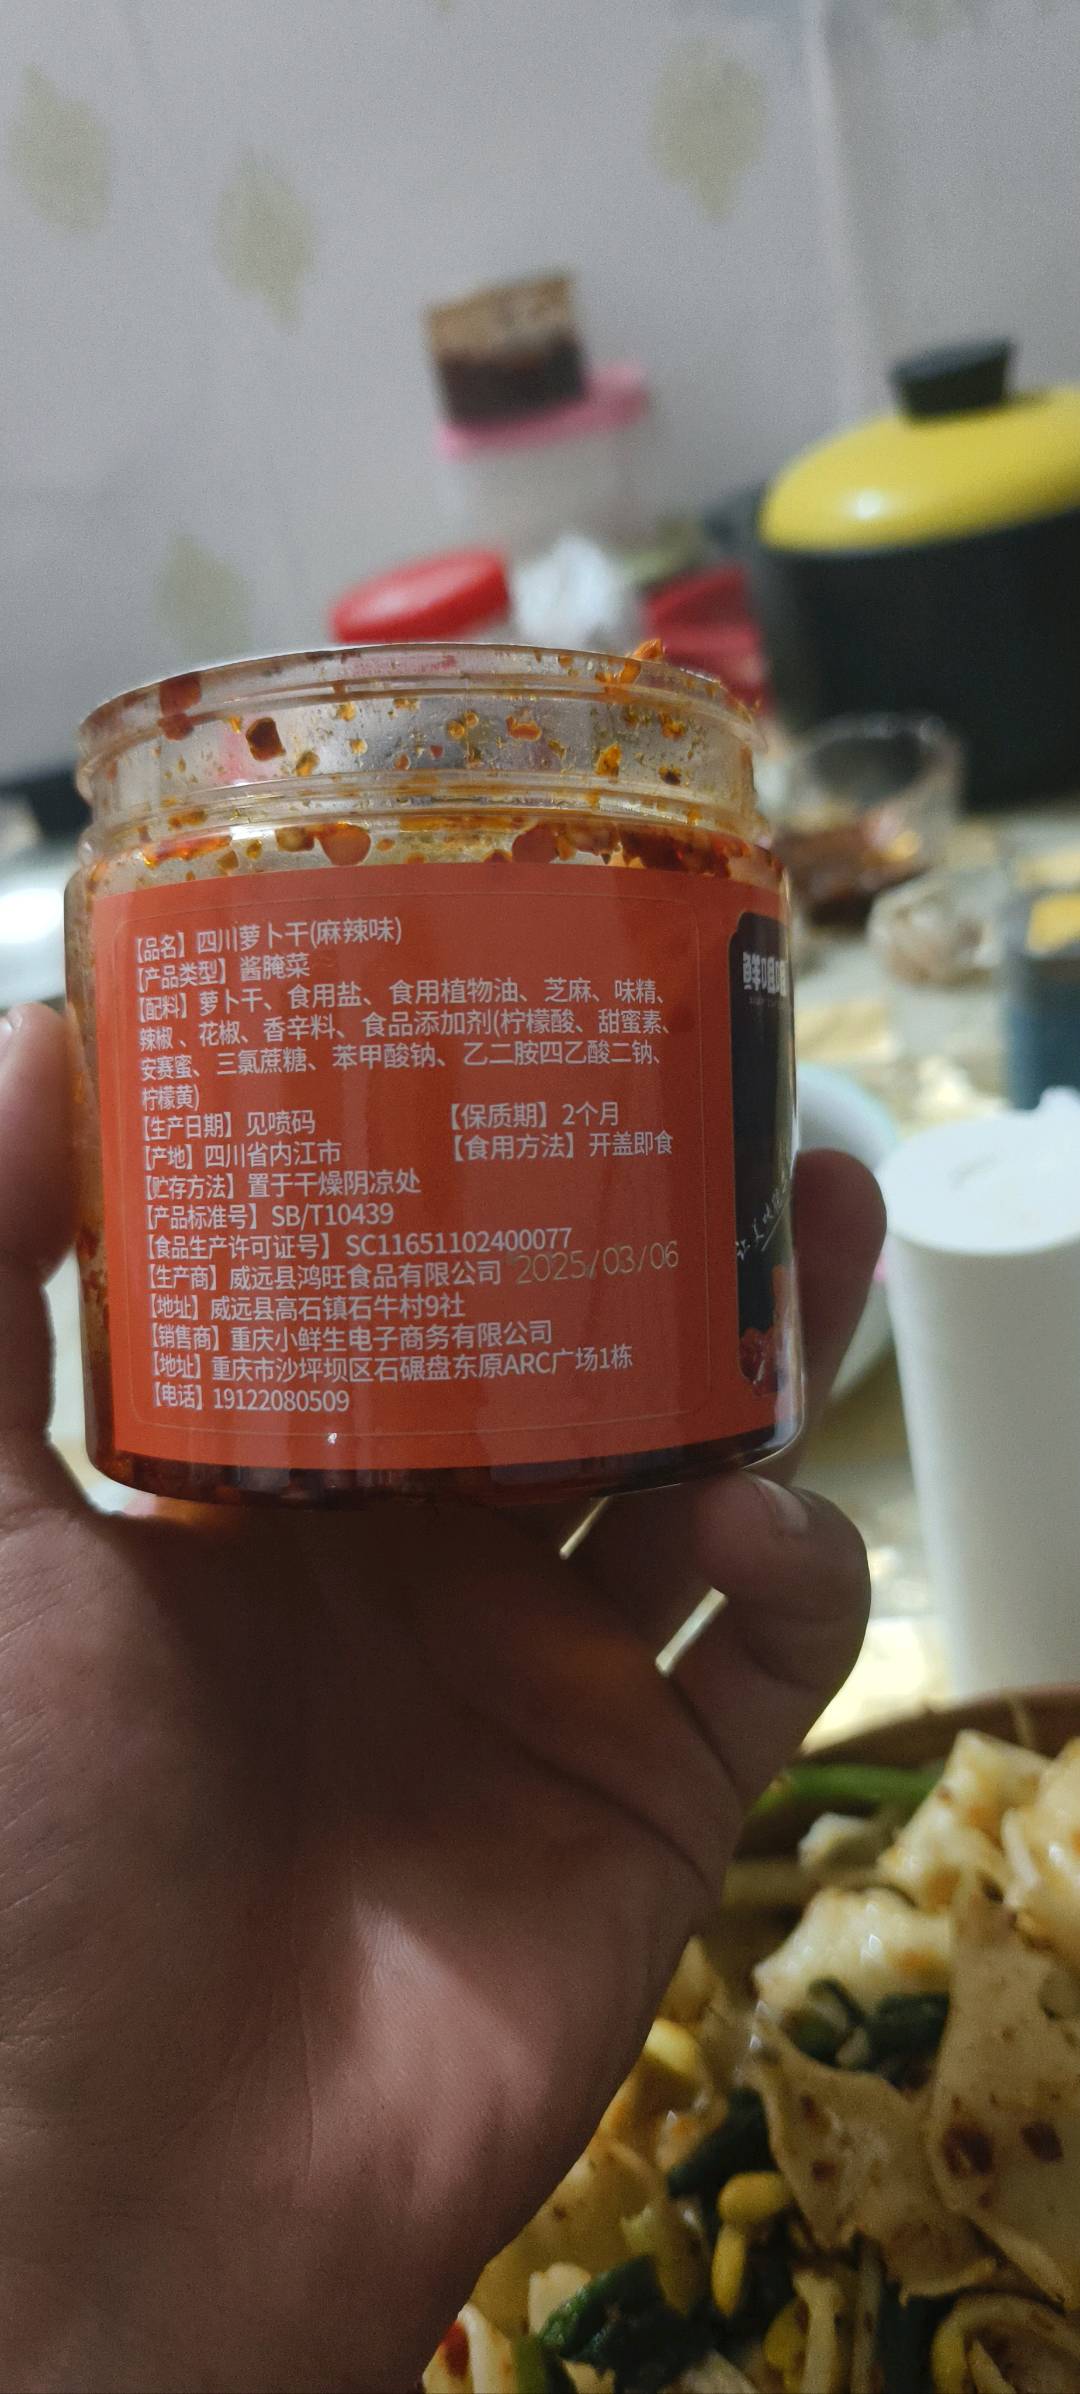 【品名】四川萝卜干(麻辣味)
【产品类型】酱腌菜
【配料】萝卜干、食用盐、食用植物油、芝麻、味精、
辣椒、花椒、香辛料、食品添加剂(柠檬酸、甜蜜素、
安赛蜜、三氯蔗糖、苯甲酸钠、乙二胺四乙酸二钠、
柠檬黄)
【生产日期】见喷码 【保质期】2个月
【产地】四川省内江市 【食用方法】开盖即食
【贮存方法】置于干燥阴凉处
【产品标准号】SB/T10439
【食品生产许可证号】SC11651102400077
【生产商】威远县鸿旺食品有限公司 2025/03/06
【地址】威远县高石镇石牛村9社
【销售商】重庆小鲜生电子商务有限公司
【地址】重庆市沙坪坝区石碾盘东原ARC广场1栋
【电话】19122080509